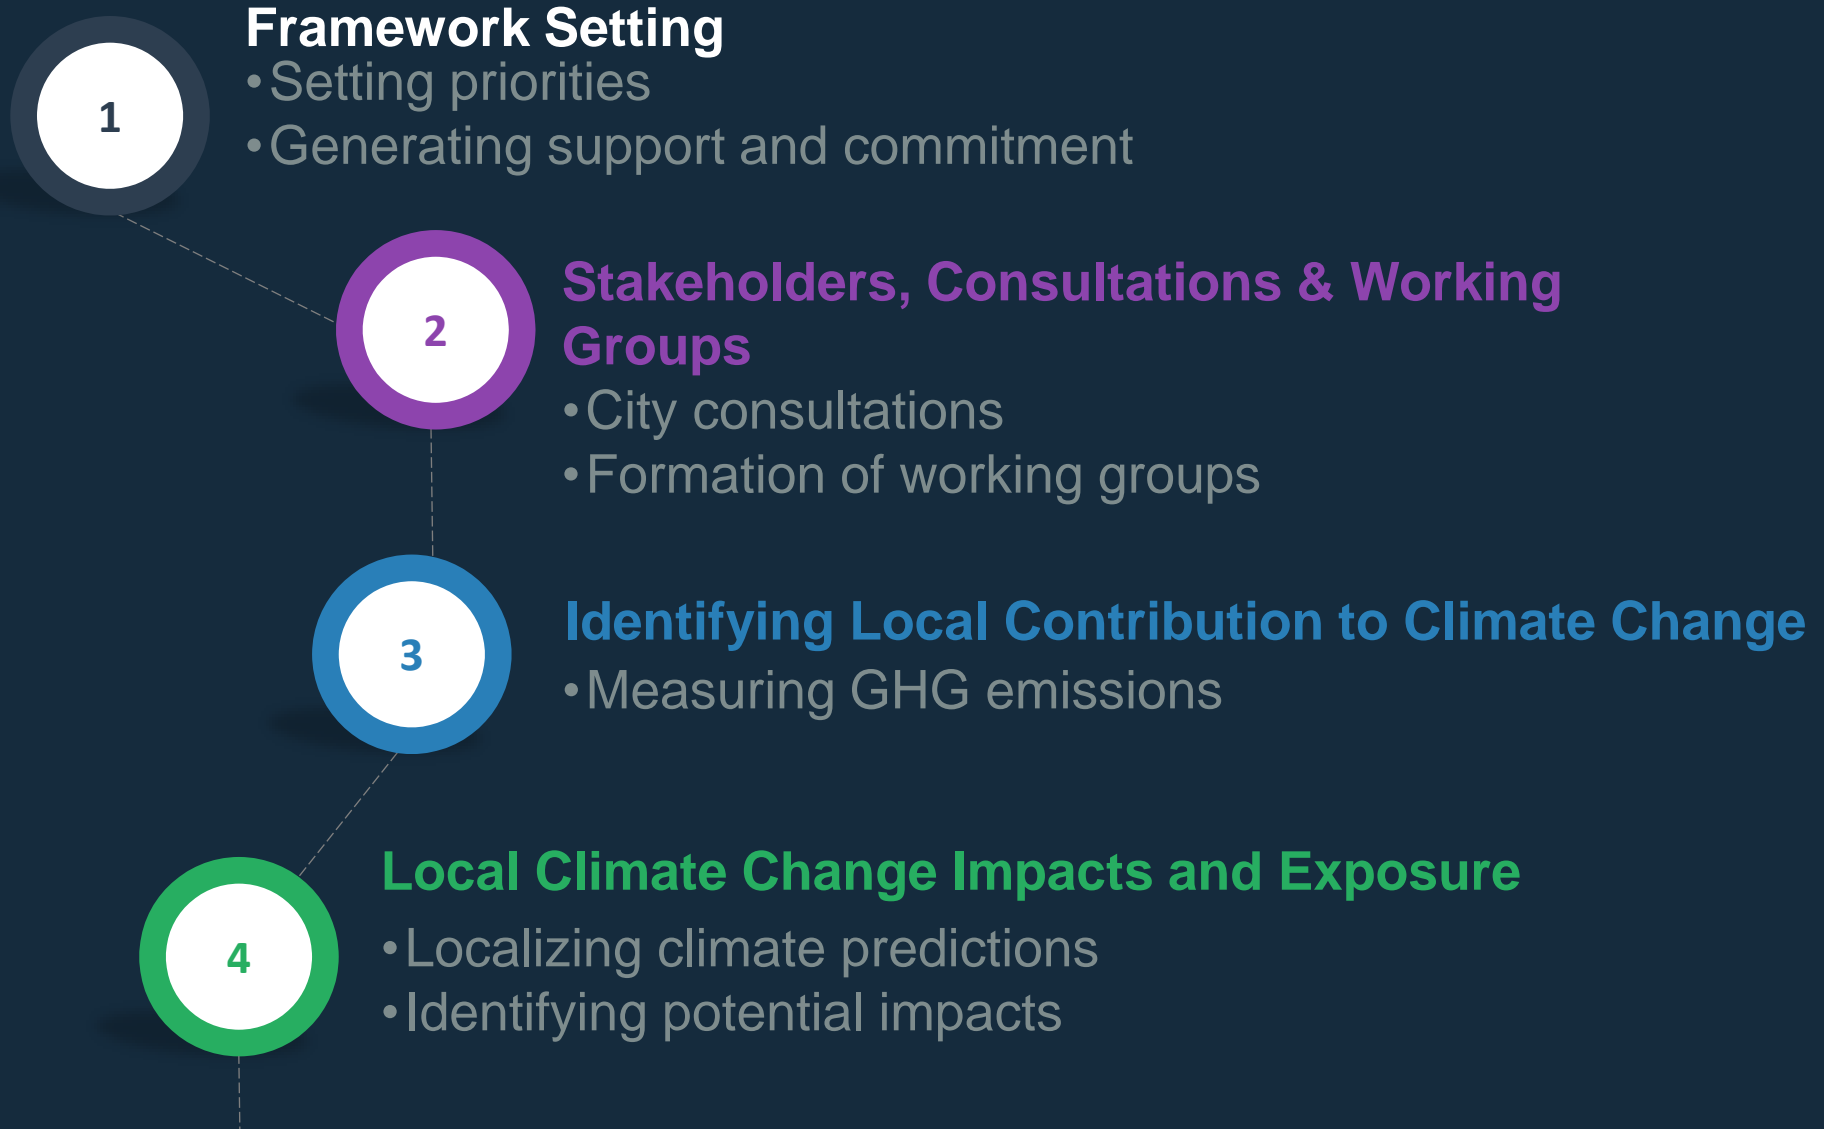 1
Framework Setting
•Setting priorities
•Generating support and commitment
2
Stakeholders, Consultations & Working
Groups
•City consultations
•Formation of working groups
3
Identifying Local Contribution to Climate Change
•Measuring GHG emissions
4
Local Climate Change Impacts and Exposure
•Localizing climate predictions
•Identifying potential impacts